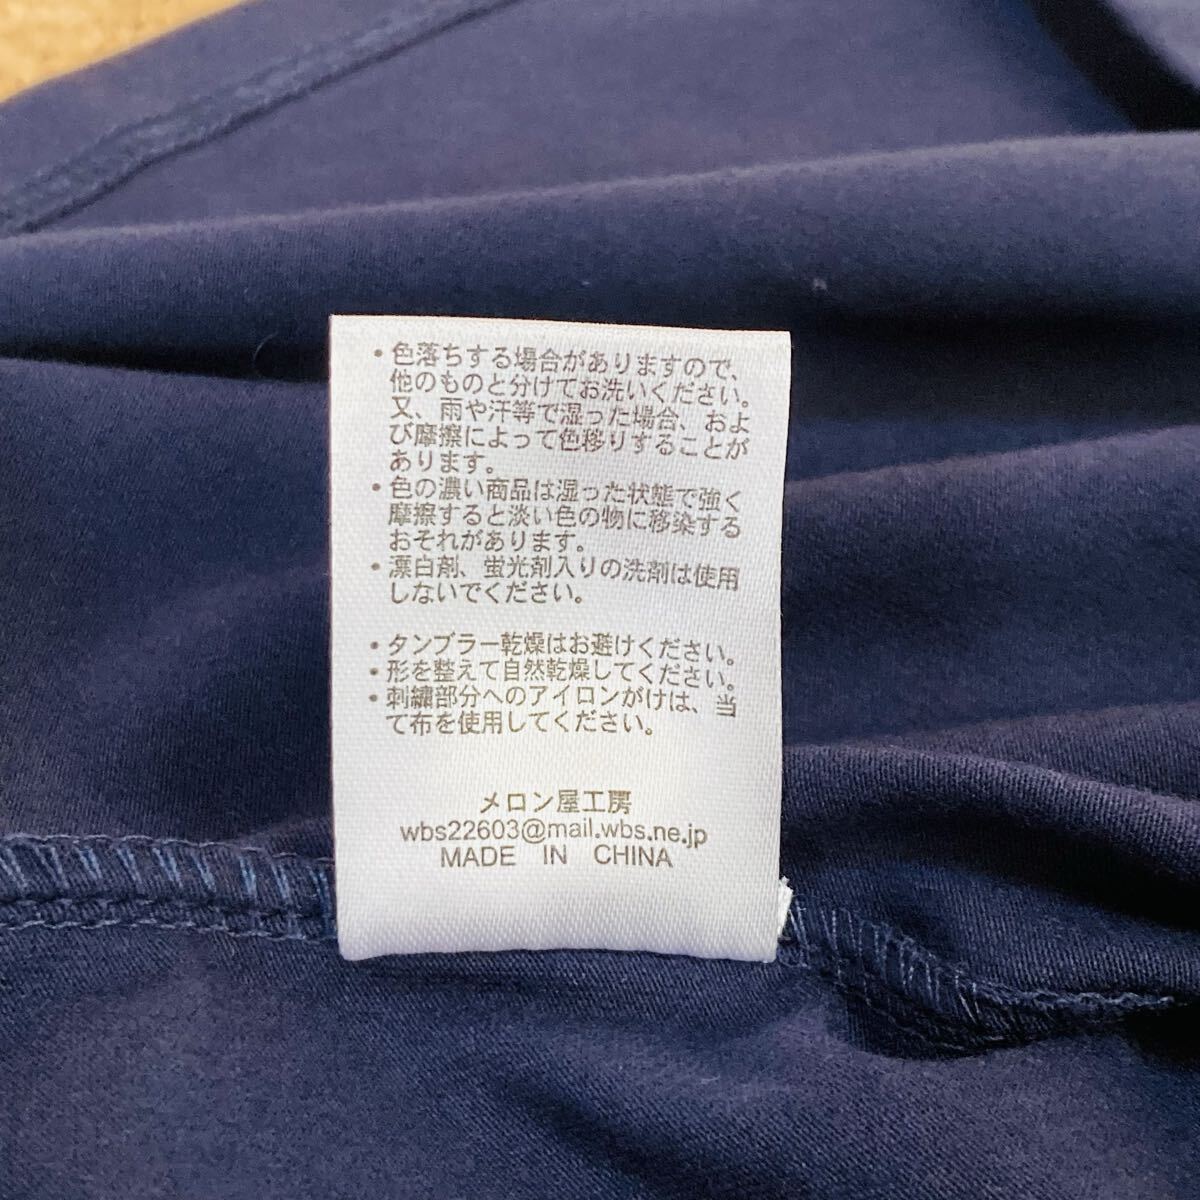 ・色落ちする場合がありますので、
他のものと分けてお洗いください。
又、雨や汗等で湿った場合、およ
び摩擦によって色移りすることが
あります。
・色の濃い商品は湿った状態で強く
摩擦すると淡い色の物に移染する
おそれがあります。
・漂白剤、蛍光剤入りの洗剤は使用
しないでください。
・タンブラー乾燥はお避けください。
・形を整えて自然乾燥してください。
・刺繍部分へのアイロンがけは、当
て布を使用してください。
メロン屋工房
wbs22603@mail.wbs.ne.jp
MADE IN CHINA